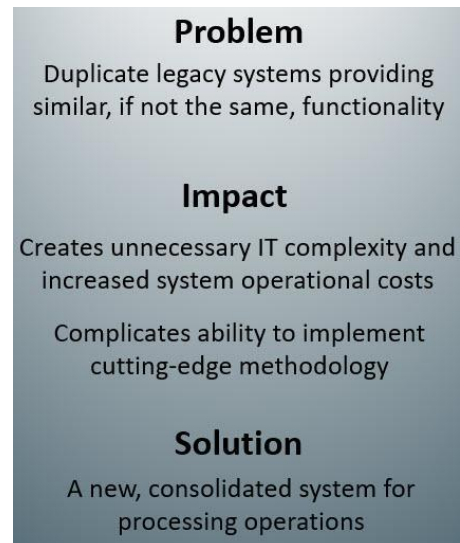 Problem
Duplicate legacy systems providing
similar, if not the same, functionality
Impact
Creates unnecessary IT complexity and
increased system operational costs
Complicates ability to implement
cutting-edge methodology
Solution
A new, consolidated system for
processing operations